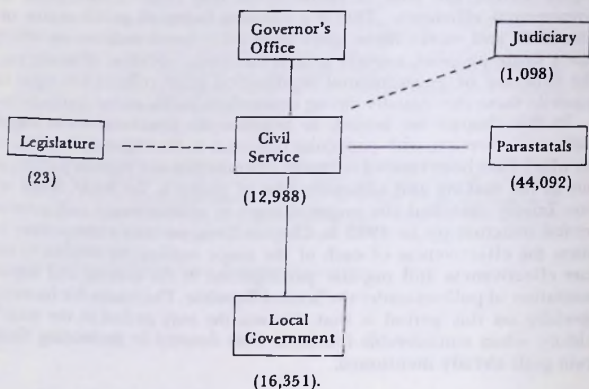 Governor's
Office
Judiciary
(1,098)
Legislature
(23)
Civil
Service
(12,988)
Parastatals
(44,092)
Local
Government
(16,351).